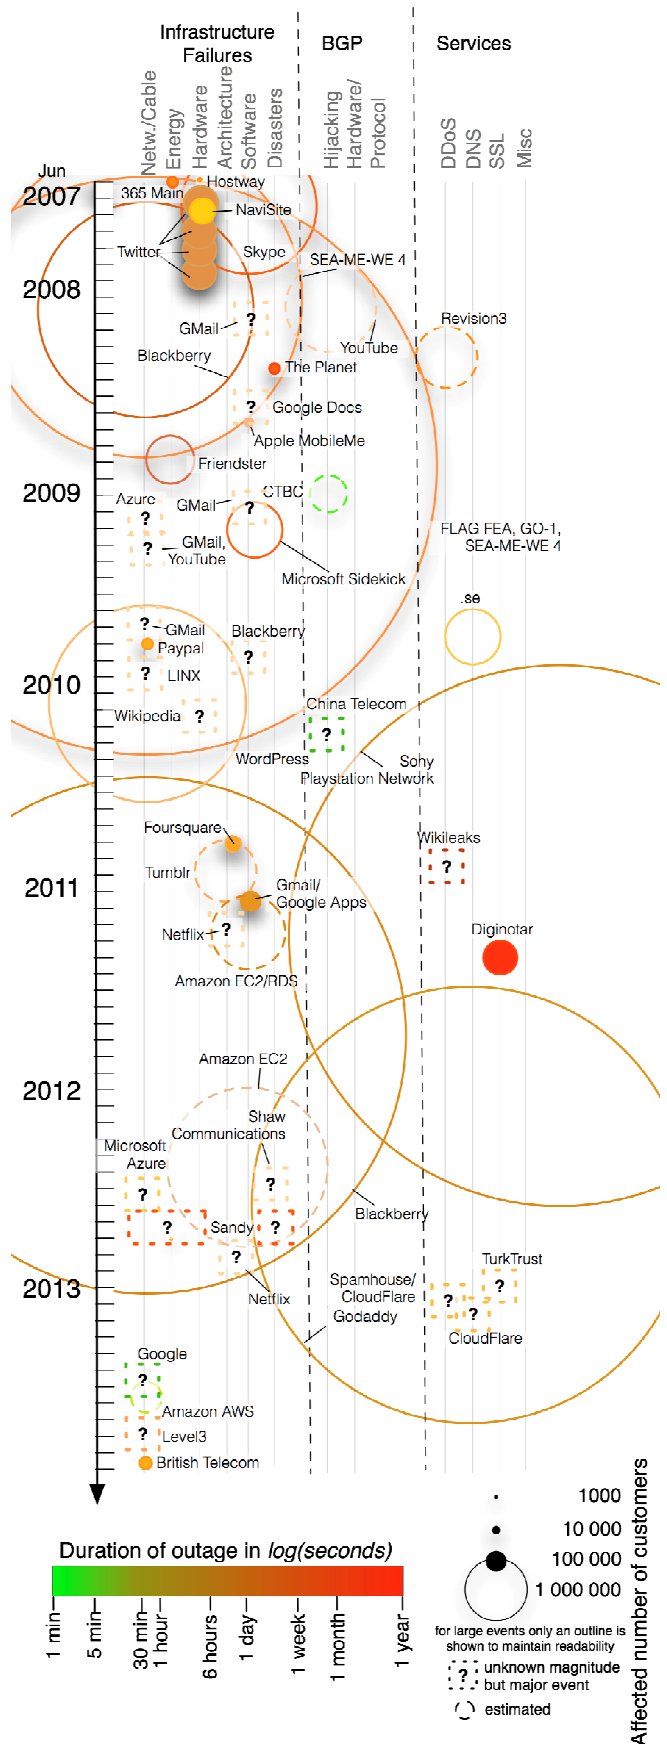 Infrastructure
Failures
BGP
Services
Netw./Cable
Energy
Hardware
Architecture
Software
Disasters
Hijacking
Hardware/
Protocol
DDoS
DNS
SSL
Misc
Jun
2007
365 Main
Hostway
NaviSite
Twitter
Skype
SEA-ME-WE 4
2008
GMail
?
Revision3
YouTube
Blackberry
The Planet
?
Google Docs
Apple MobileMe
Friendster
2009
Azure
GMail
?
CTBC
?
?
GMail,
YouTube
FLAG FEA, GO-1,
SEA-ME-WE 4
Microsoft Sidekick
.se
?
GMail
Blackberry
Paypal
?
?
LINX
2010
Wikipedia
?
China Telecom
?
WordPress
Sony
Playstation Network
Foursquare
Wikileaks
?
Tumblr
2011
Gmail/
Google Apps
Netflix
?
Diginotar
Amazon EC2/RDS
Amazon EC2
2012
Shaw
Communications
Microsoft
Azure
?
?
Blackberry
?
Sandy
?
?
2013
Netflix
TurkTrust
?
Spamhouse/
CloudFlare
?
?
Godaddy
CloudFlare
Google
?
Amazon AWS
?
Level3
British Telecom
Duration of outage in log(seconds)
1 min
5 min
30 min
1 hour
6 hours
1 day
1 week
1 month
1 year
1000
10 000
100 000
1 000 000
Affected number of customers
for large events only an outline is
shown to maintain readability
?
unknown magnitude
but major event
estimated